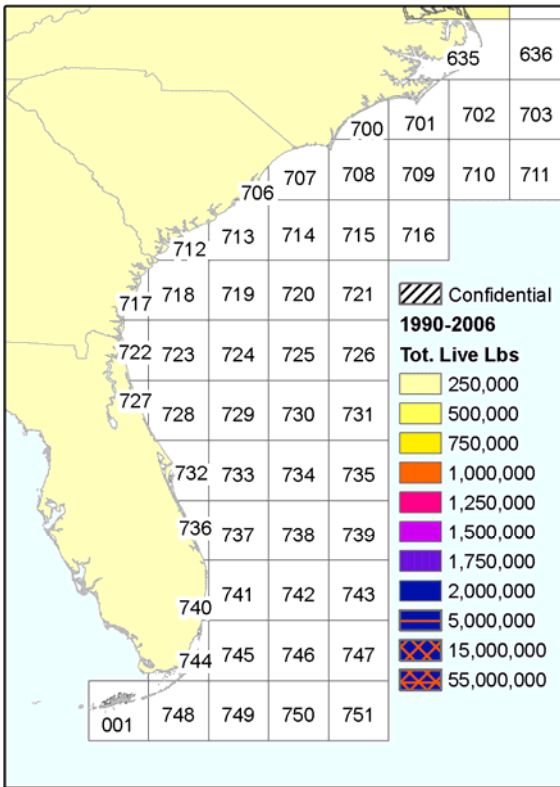 635 636
700 701 702 703
706 707 708 709 710 711
712 713 714 715 716
717 718 719 720 721
722 723 724 725 726
727 728 729 730 731
732 733 734 735
736 737 738 739
740 741 742 743
744 745 746 747
001 748 749 750 751
Confidential
1990-2006
Tot. Live Lbs
250,000
500,000
750,000
1,000,000
1,250,000
1,500,000
1,750,000
2,000,000
5,000,000
15,000,000
55,000,000